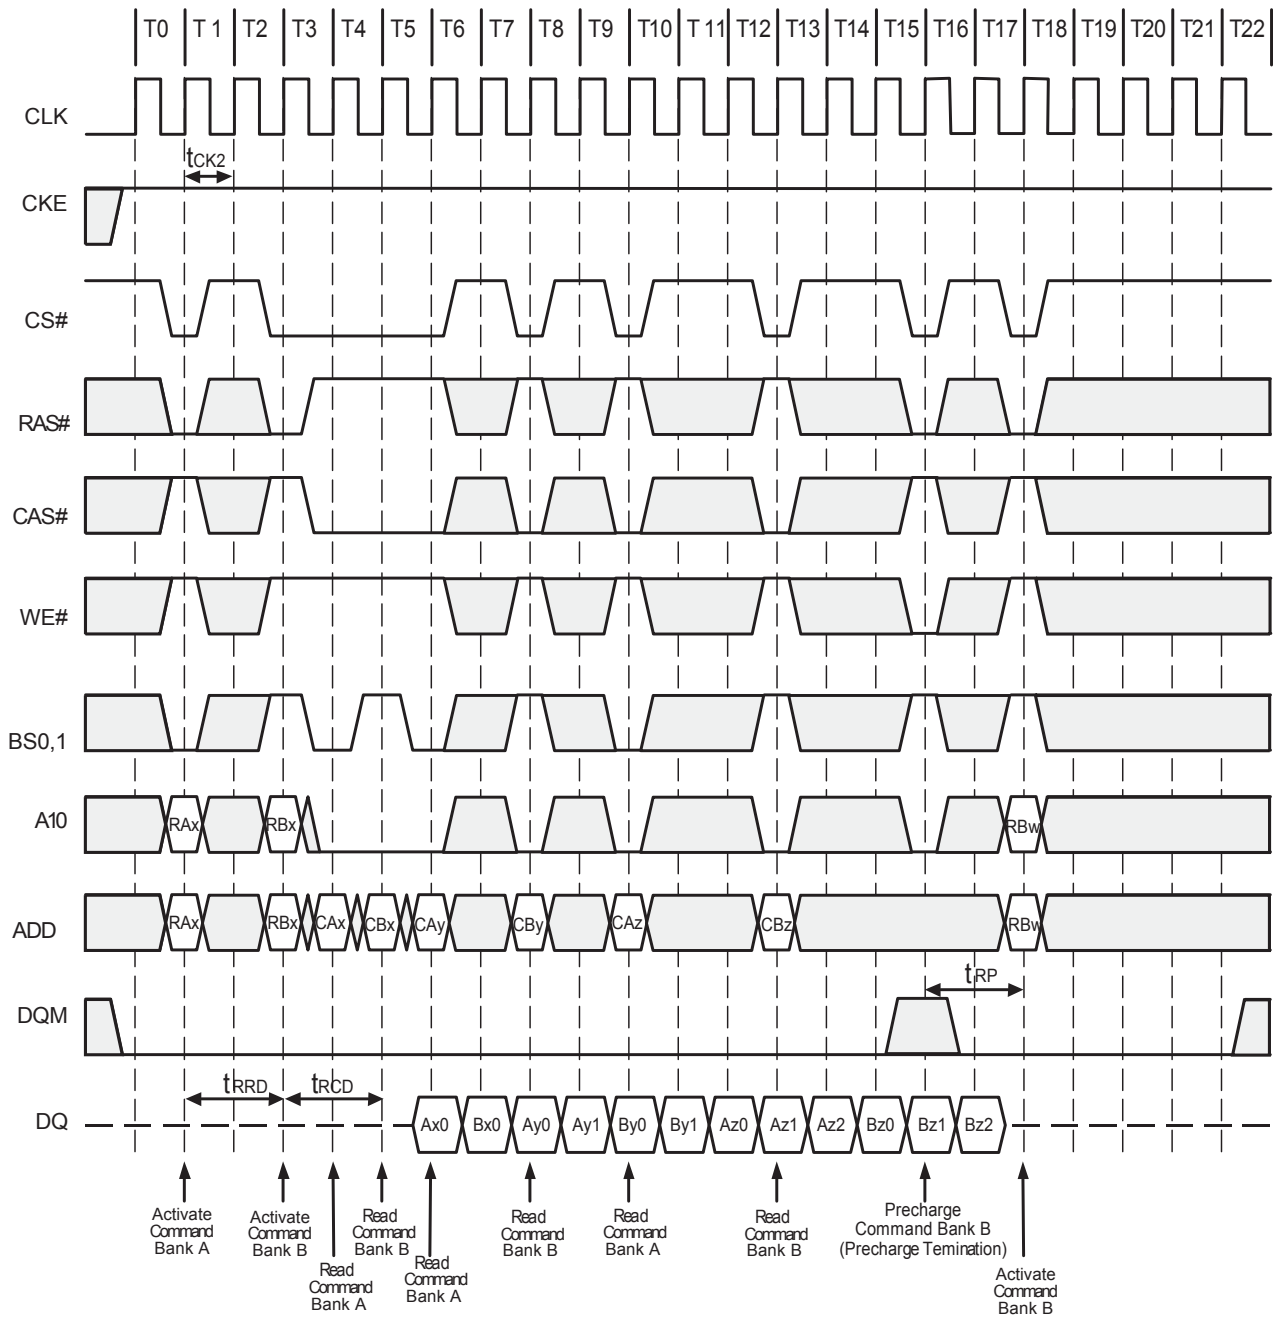 T0 T 1 T2 T3 T4 T5 T6 T7 T8 T9 T10 T 11 T12 T13 T14 T15 T16 T17 T18 T19 T20 T21 T22
CLK
tCK2
CKE
CS#
RAS#
CAS#
WE#
BS0,1
A10
RAx RBx RBw
ADD
RAx RBx CAx CBx CAy CBy CAz CBz RBw
tRP
DQM
tRRD tRCD
DQ
Ax0 Bx0 Ay0 Ay1 By0 By1 Az0 Az1 Az2 Bz0 Bz1 Bz2
Activate
Command
Bank A
Activate
Command
Bank B
Read
Command
Bank A
Read
Command
Bank B
Read
Command
Bank A
Read
Command
Bank B
Read
Command
Bank A
Read
Command
Bank B
Precharge
Command Bank B
(Precharge Temination)
Activate
Command
Bank B